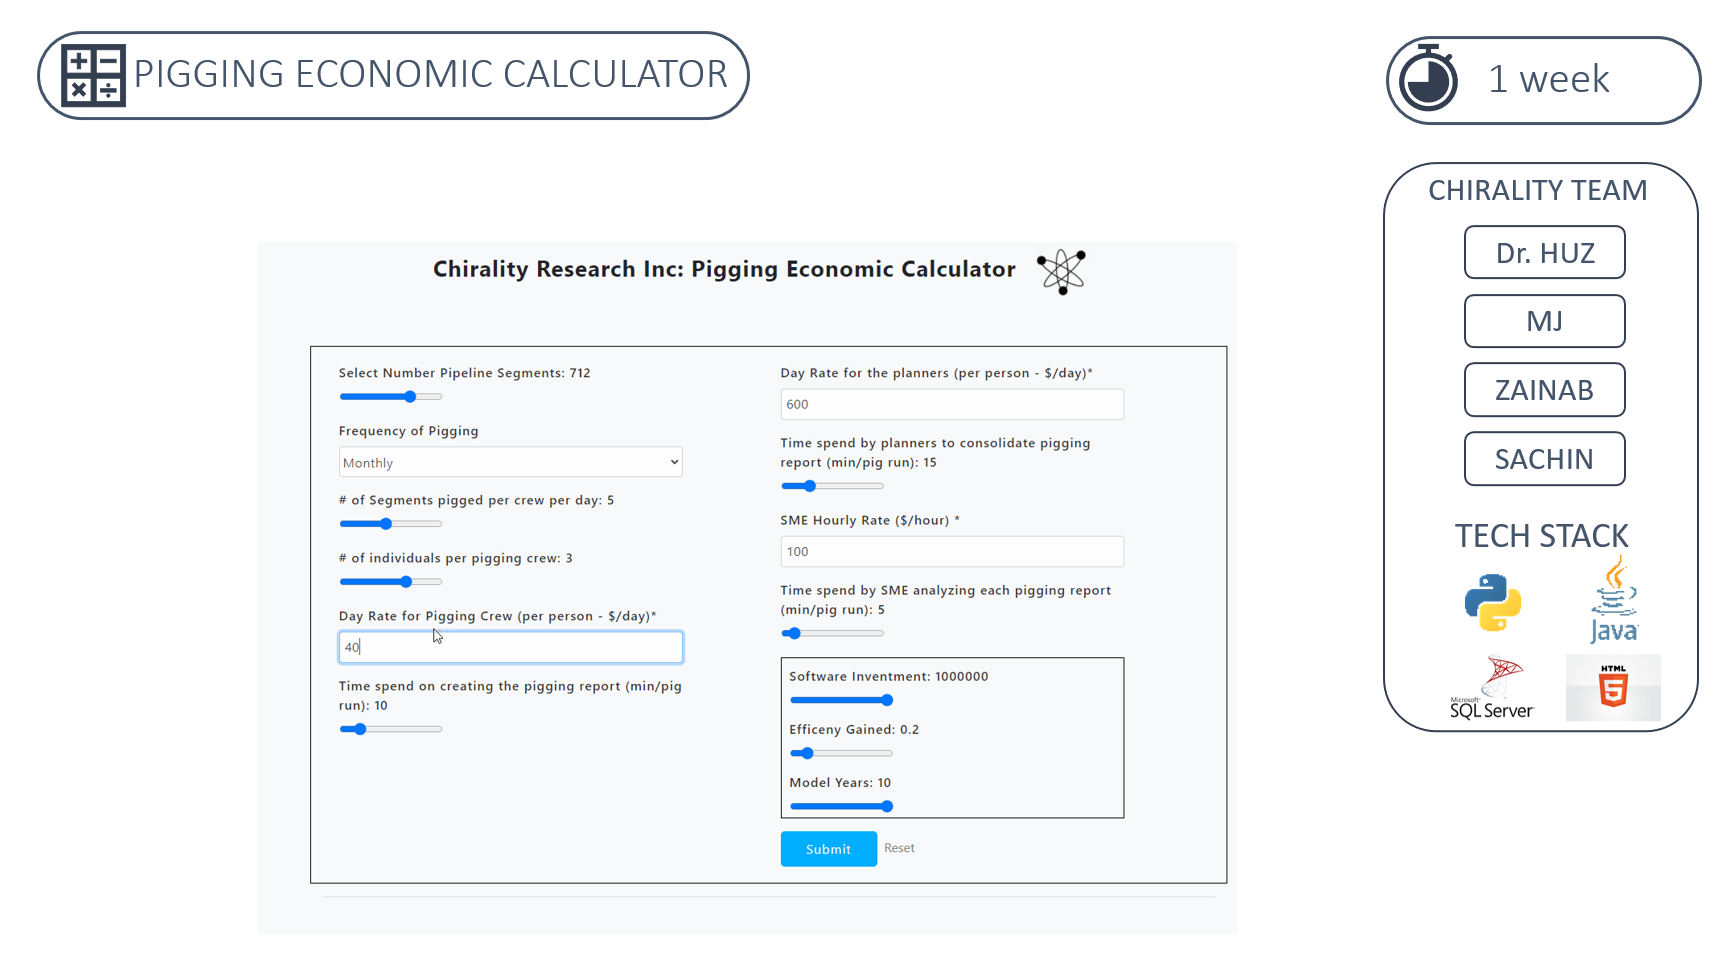 PIGGING ECONOMIC CALCULATOR
1 week
CHIRALITY TEAM
Dr. HUZ
MJ
ZAINAB
SACHIN
TECH STACK
Java
Microsoft
SQL Server
HTML
5
Chirality Research Inc: Pigging Economic Calculator
Select Number Pipeline Segments: 712
Frequency of Pigging
Monthly
# of Segments pigged per crew per day: 5
# of individuals per pigging crew: 3
Day Rate for Pigging Crew (per person - $/day)*
40
Time spend on creating the pigging report (min/pig
run): 10
Day Rate for the planners (per person - $/day)*
600
Time spend by planners to consolidate pigging
report (min/pig run): 15
SME Hourly Rate ($/hour) *
100
Time spend by SME analyzing each pigging report
(min/pig run): 5
Software Inventment: 1000000
Efficeny Gained: 0.2
Model Years: 10
Submit
Reset